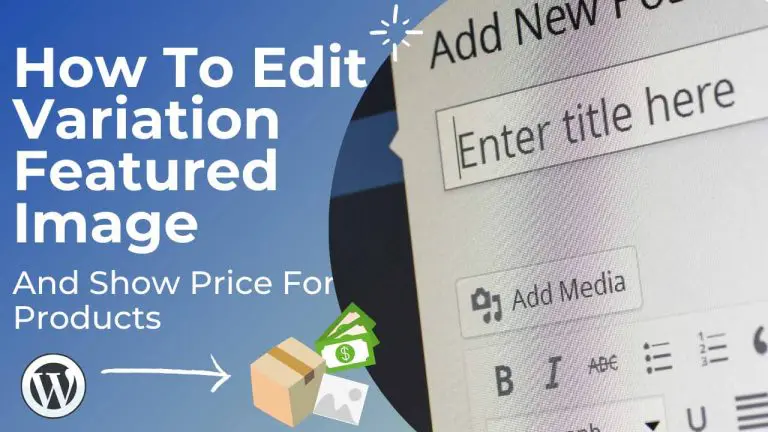 How To Edit
Variation
Featured
Image
And Show Price For
Products
Add New
Enter title here
Add Media
B I ABC
U